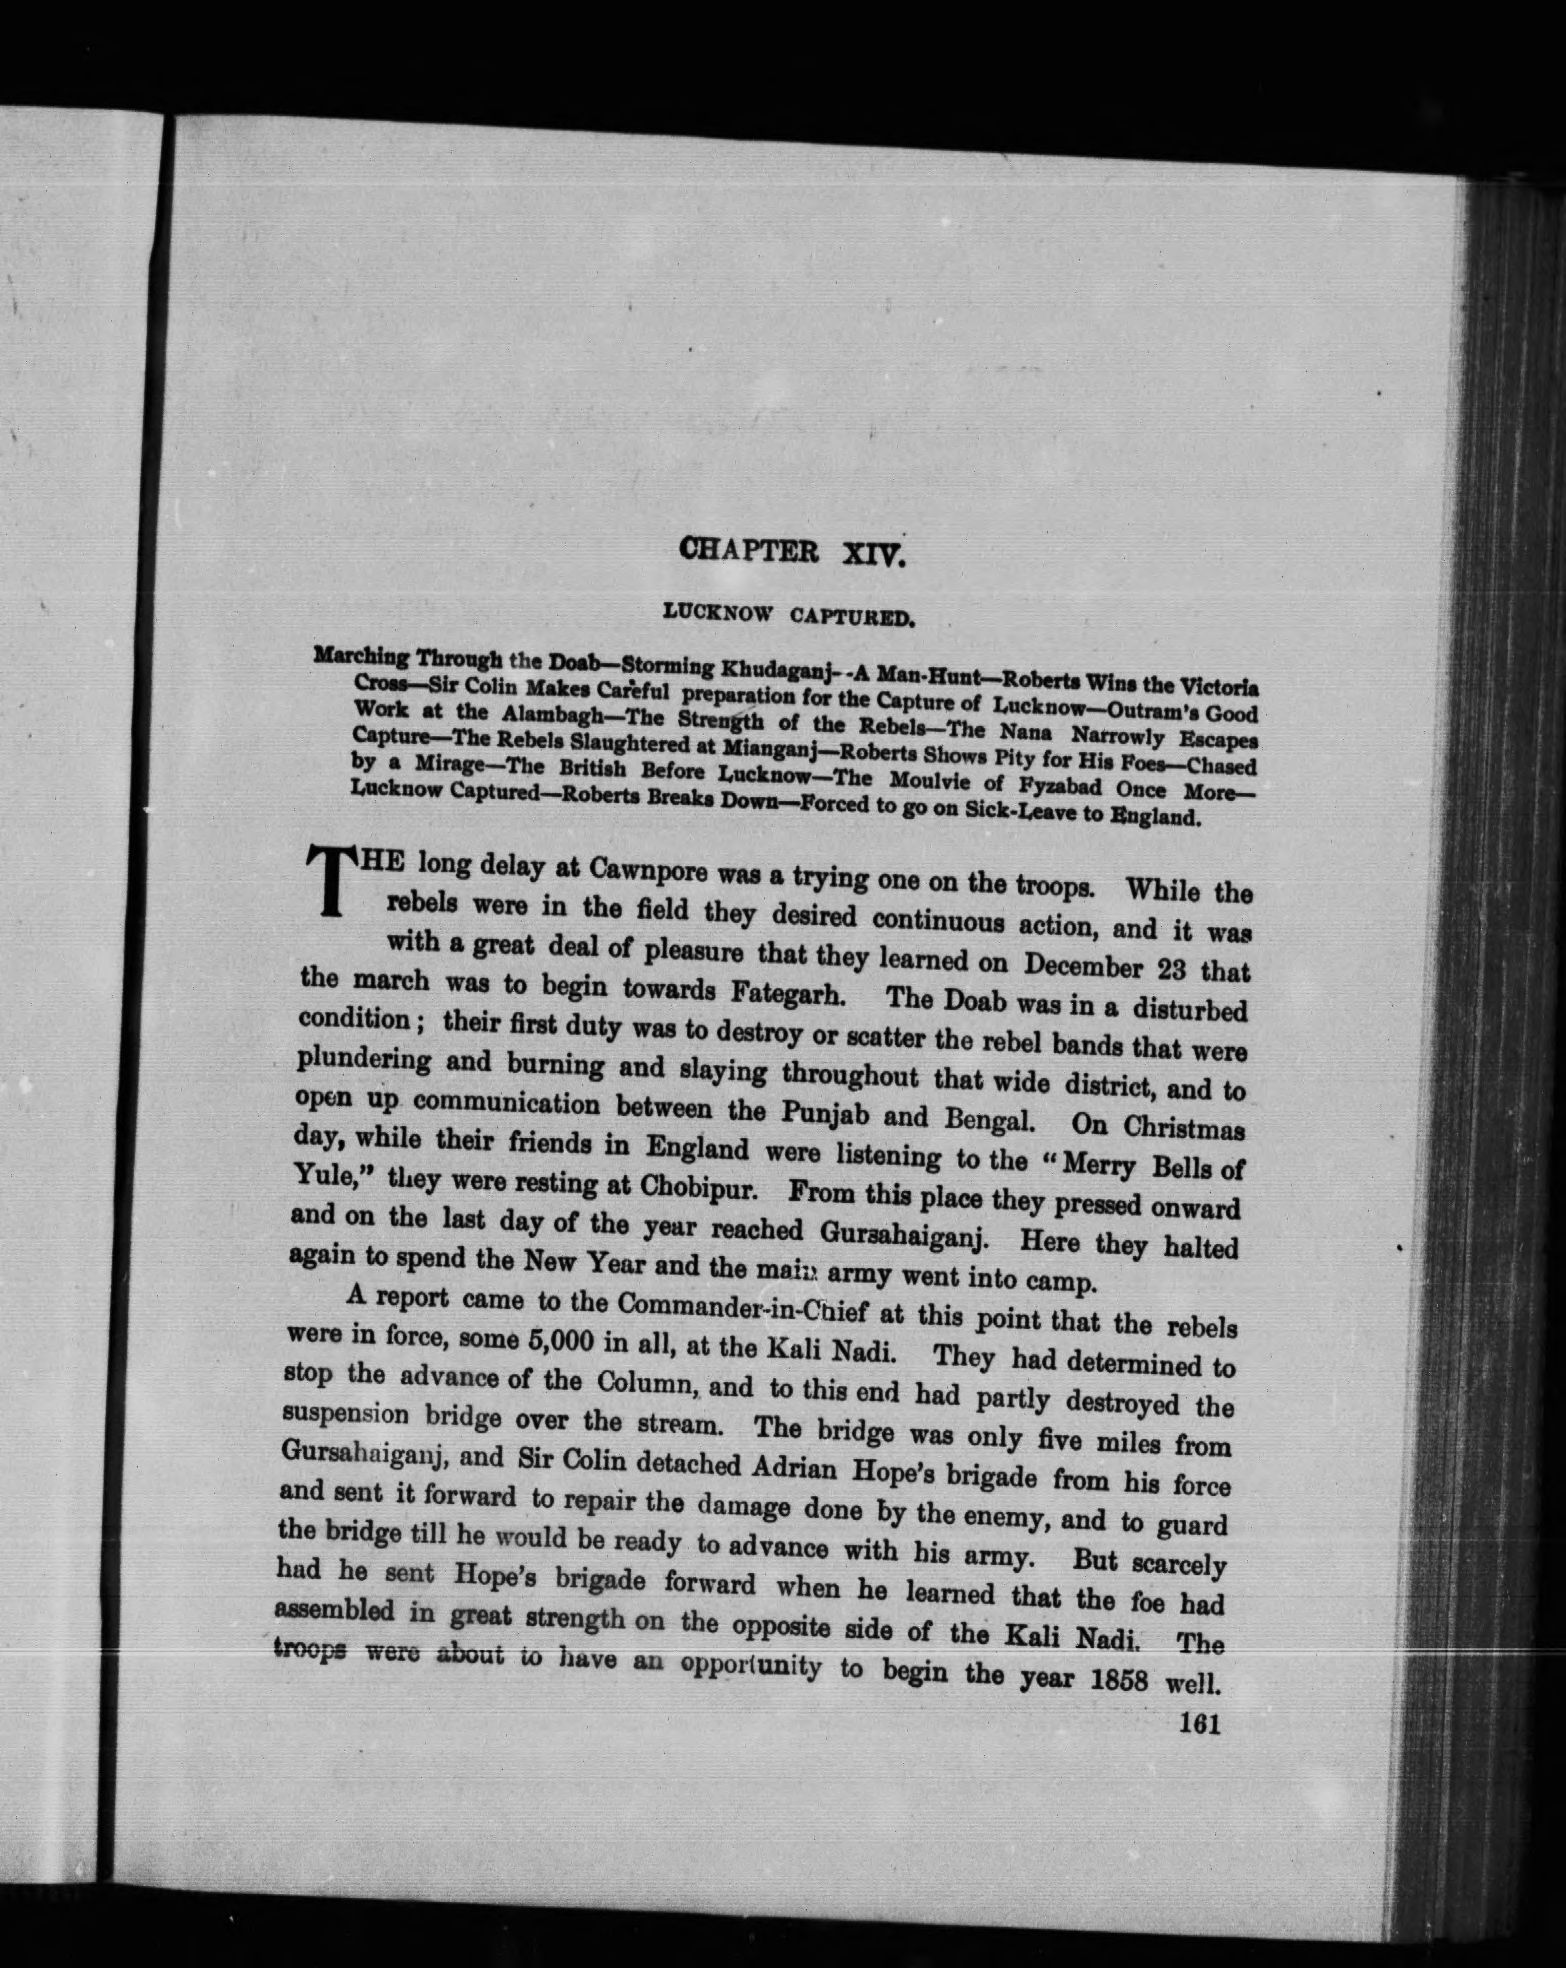 CHAPTER XIV.
LUCKNOW CAPTURED.
Marching Through the Doab—Storming Khudaganj--A Man-Hunt—Roberts Wins the Victoria
Cross—Sir Colin Makes Careful preparation for the Capture of Lucknow—Outram's Good
Work at the Alambagh—The Strength of the Rebels—The Nana Narrowly Escapes
Capture—The Rebels Slaughtered at Mianganj—Roberts Shows Pity for His Foes—Chased
by a Mirage—The British Before Lucknow—The Moulvie of Fyzabad Once More—
Lucknow Captured—Roberts Breaks Down—Forced to go on Sick-Leave to England.
THE long delay at Cawnpore was a trying one on the troops. While the
rebels were in the field they desired continuous action, and it was
with a great deal of pleasure that they learned on December 23 that
the march was to begin towards Fategarh. The Doab was in a disturbed
condition; their first duty was to destroy or scatter the rebel bands that were
plundering and burning and slaying throughout that wide district, and to
open up communication between the Punjab and Bengal. On Christmas
day, while their friends in England were listening to the "Merry Bells of
Yule," they were resting at Chobipur. From this place they pressed onward
and on the last day of the year reached Gursahaiganj. Here they halted
again to spend the New Year and the main army went into camp.
A report came to the Commander-in-Chief at this point that the rebels
were in force, some 5,000 in all, at the Kali Nadi. They had determined to
stop the advance of the Column, and to this end had partly destroyed the
suspension bridge over the stream. The bridge was only five miles from
Gursahaiganj, and Sir Colin detached Adrian Hope's brigade from his force
and sent it forward to repair the damage done by the enemy, and to guard
the bridge till he would be ready to advance with his army. But scarcely
had he sent Hope's brigade forward when he learned that the foe had
assembled in great strength on the opposite side of the Kali Nadi. The
troops were about to have an opportunity to begin the year 1858 well.
161